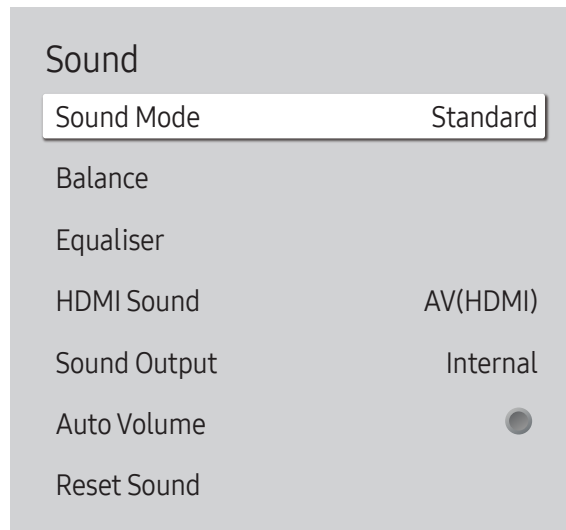 Sound
Sound Mode Standard
Balance
Equaliser
HDMI Sound AV(HDMI)
Sound Output Internal
Auto Volume
Reset Sound